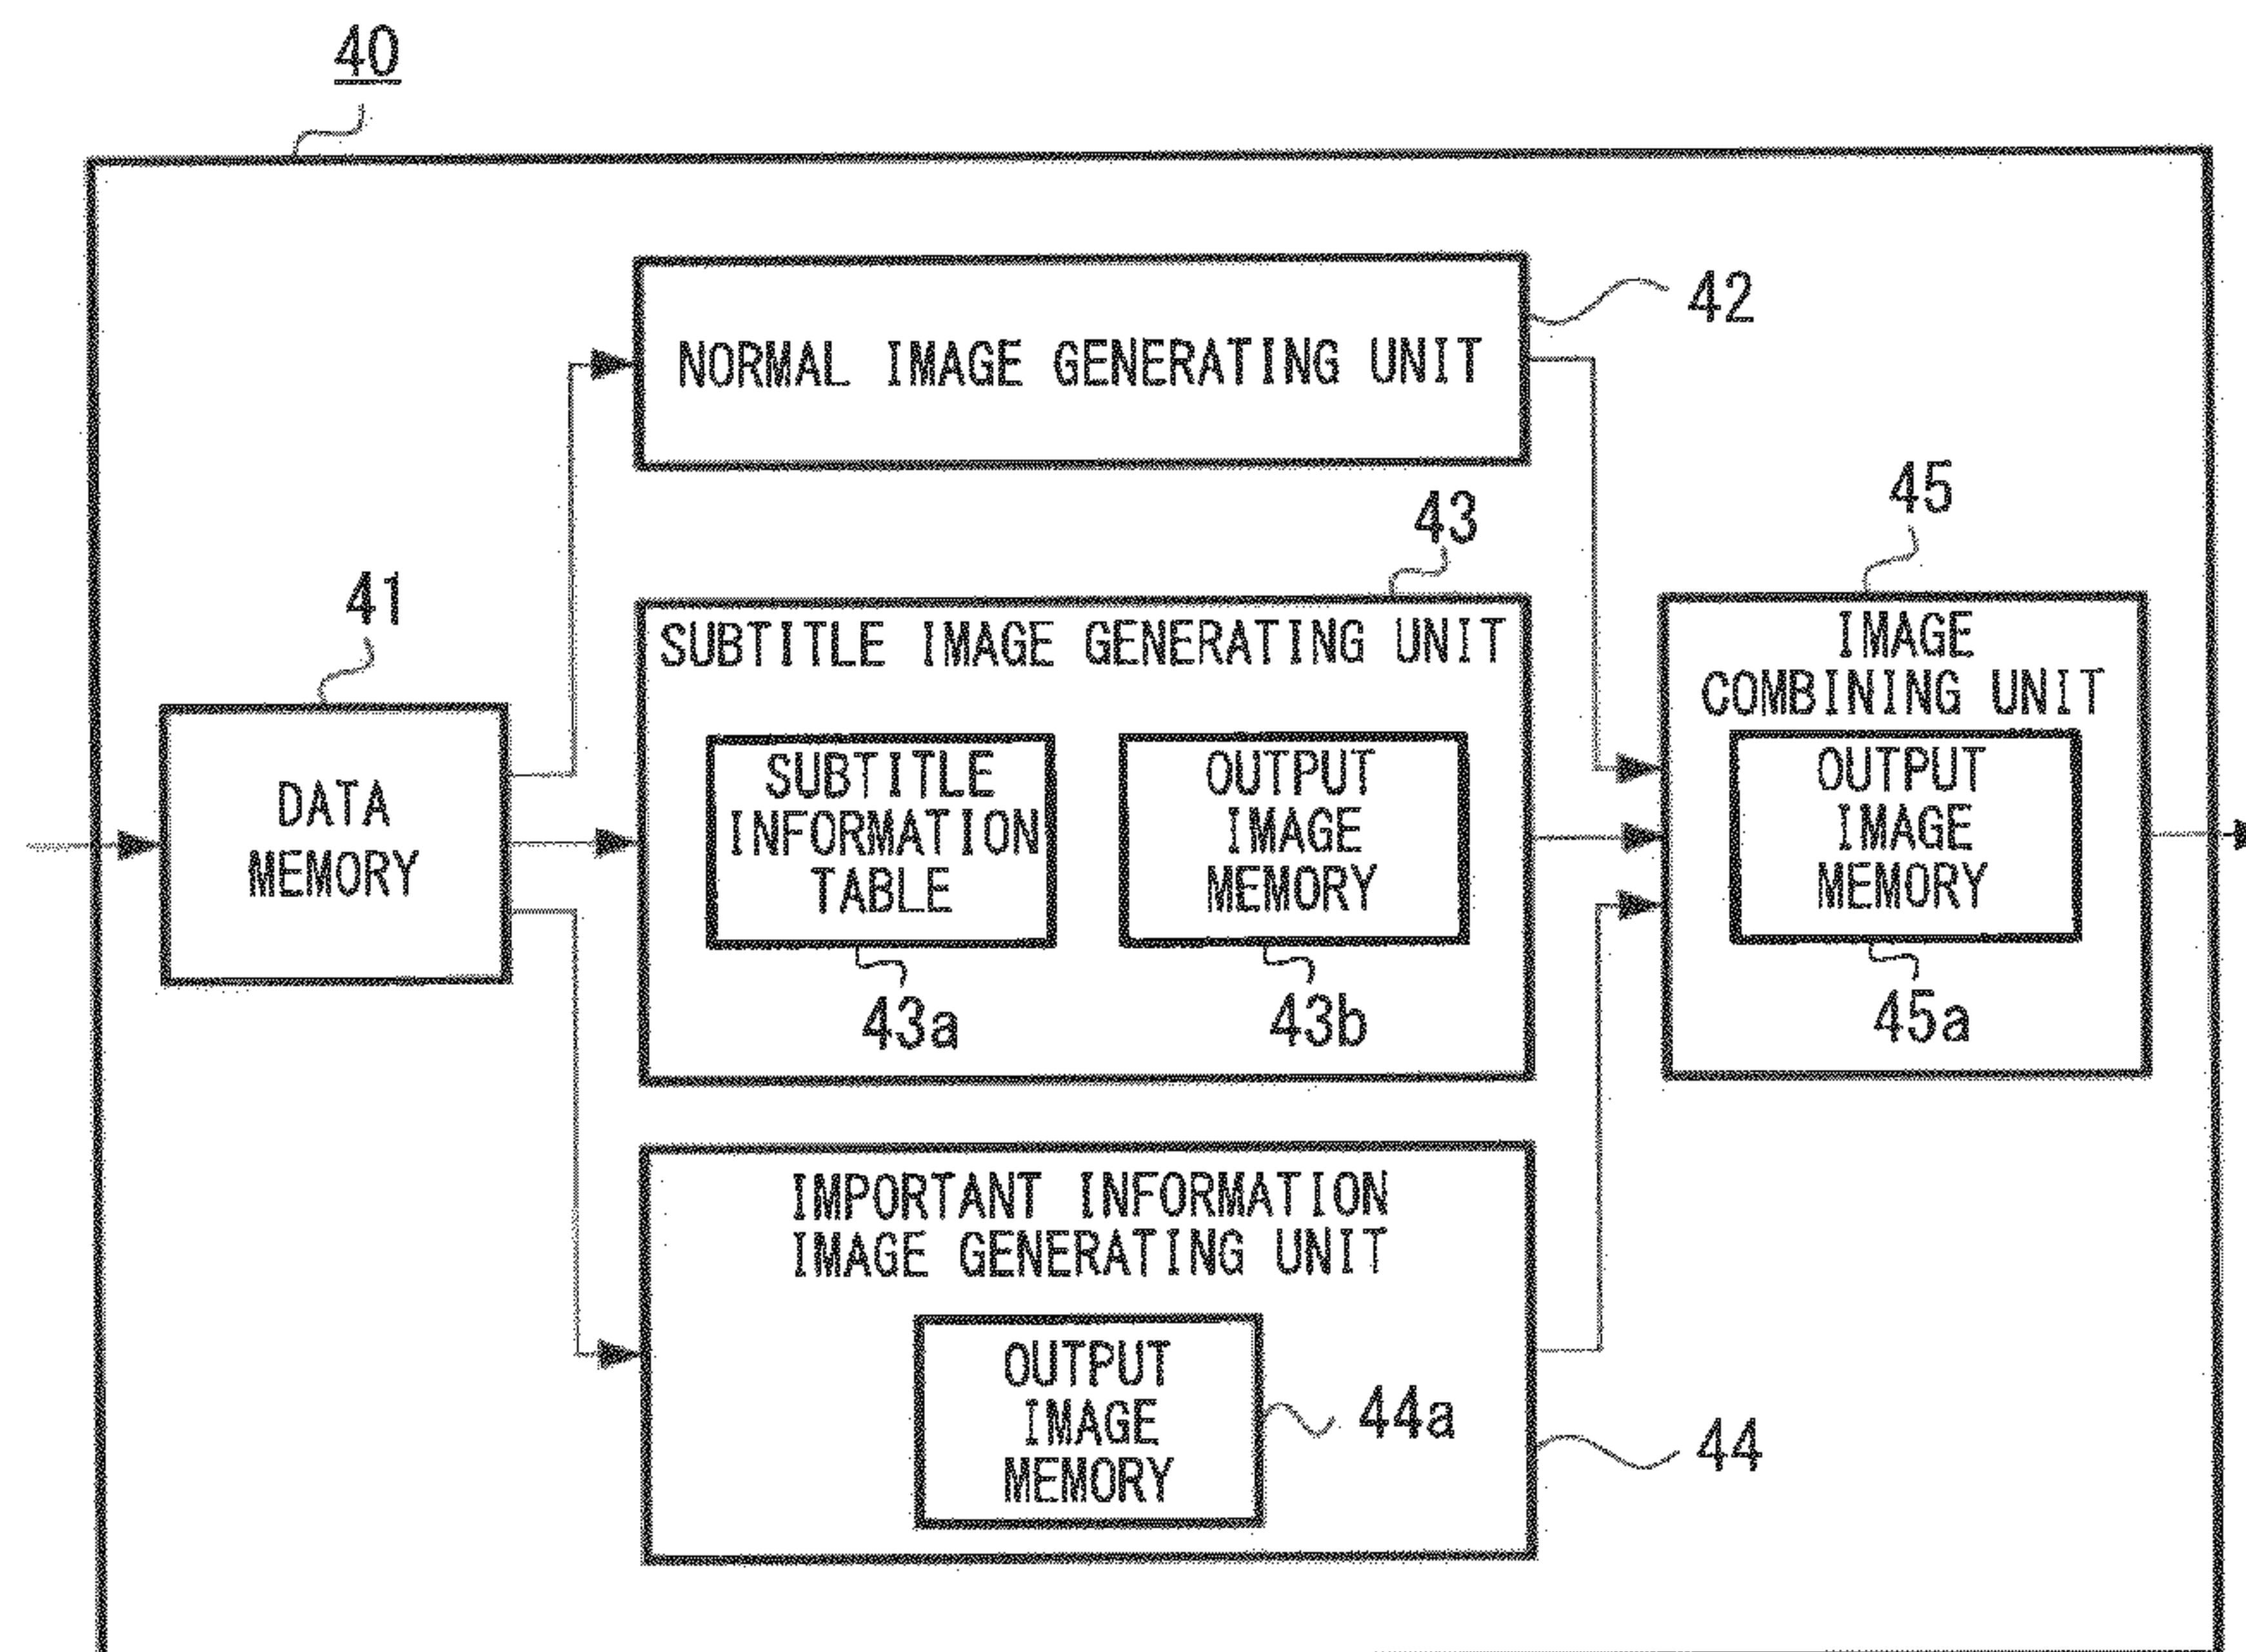 40
NORMAL IMAGE GENERATING UNIT
42
43
45
41
SUBTITLE IMAGE GENERATING UNIT
SUBTITLE
INFORMATION
TABLE
43a
OUTPUT
IMAGE
MEMORY
43b
IMAGE
COMBINING UNIT
OUTPUT
IMAGE
MEMORY
45a
DATA
MEMORY
IMPORTANT INFORMATION
IMAGE GENERATING UNIT
OUTPUT
IMAGE
MEMORY
44a
44